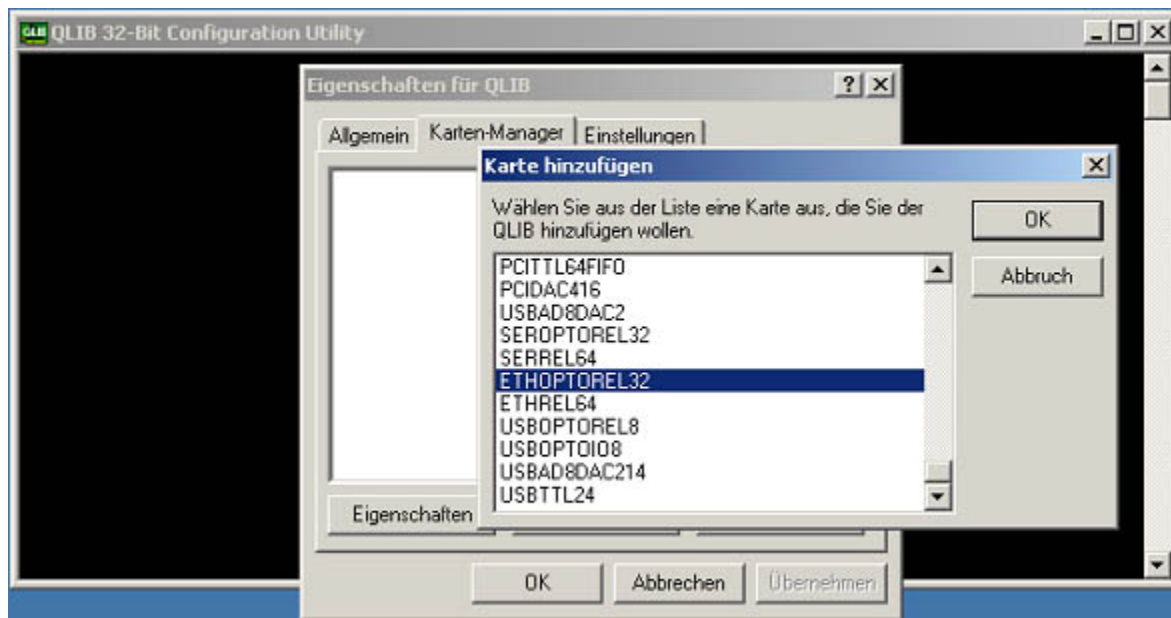 QLIB QLIB 32-Bit Configuration Utility
Eigenschaften für QLIB
Allgemein Karten-Manager Einstellungen
Karte hinzufügen
Wählen Sie aus der Liste eine Karte aus, die Sie der
QLIB hinzufügen wollen.
OK
Abbruch
PCITTL64FIFO
PCIDAC416
USBAD8DAC2
SEROPTOREL32
SERREL64
ETHOPTOREL32
ETHREL64
USBOPTOREL8
USBOPTOIO8
USBAD8DAC214
USBTTL24
Eigenschaften
OK Abbrechen Übernehmen